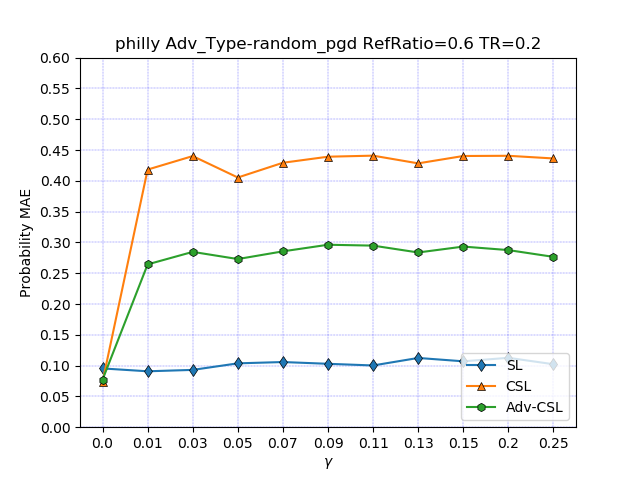 philly Adv_Type-random_pgd RefRatio=0.6 TR=0.2
Probability MAE
0.60
0.55
0.50
0.45
0.40
0.35
0.30
0.25
0.20
0.15
0.10
0.05
0.00
SL
CSL
Adv-CSL
0.0 0.01 0.03 0.05 0.07 0.09 0.11 0.13 0.15 0.2 0.25
γ